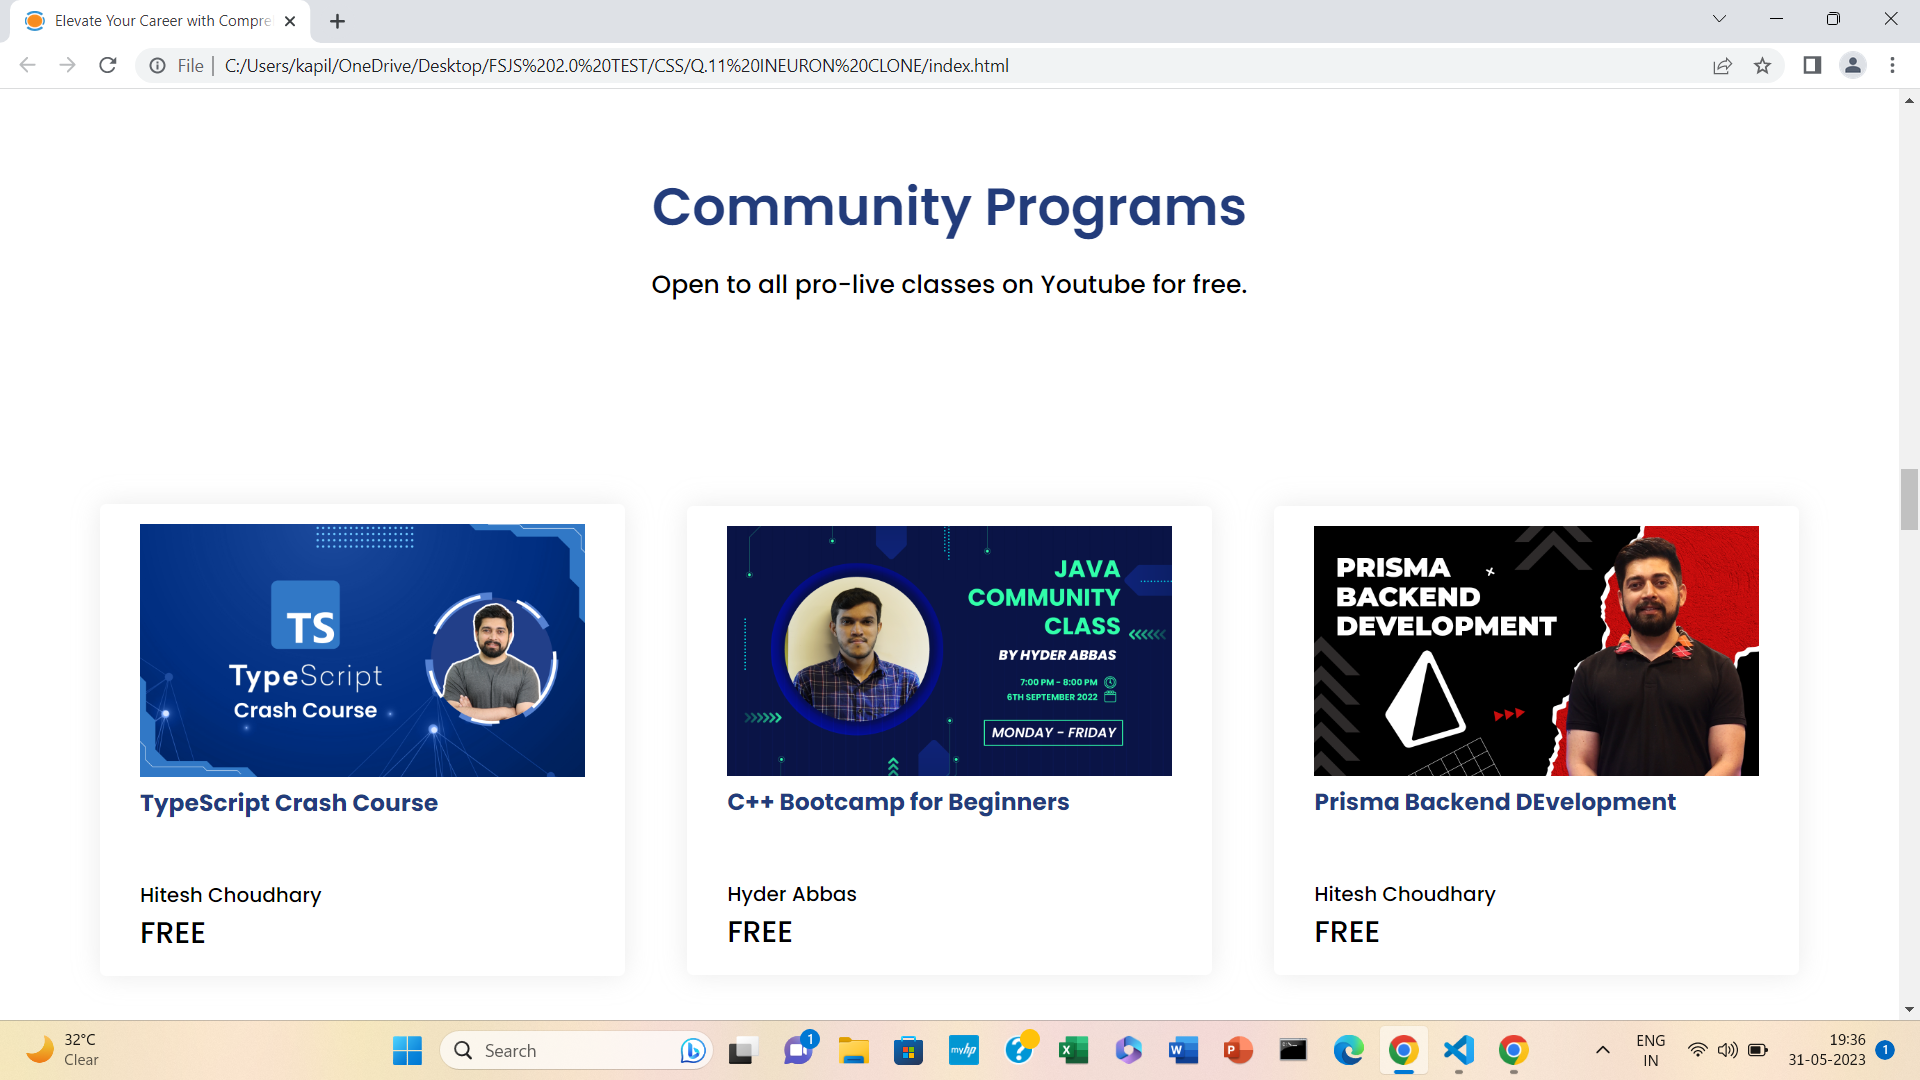 Elevate Your Career with Compre
File
C:/Users/kapil/OneDrive/Desktop/FSJS%202.0%20TEST/CSS/Q.11%20INEURON%20CLONE/index.html
Community Programs
Open to all pro-live classes on Youtube for free.
TS
TypeScript
Crash Course
TypeScript Crash Course
Hitesh Choudhary
FREE
JAVA
COMMUNITY
CLASS
BY HYDER ABBAS
7:00 PM - 8:00 PM
6TH SEPTEMBER 2022
MONDAY - FRIDAY
C++ Bootcamp for Beginners
Hyder Abbas
FREE
PRISMA
BACKEND
DEVELOPMENT
Prisma Backend DEvelopment
Hitesh Choudhary
FREE
32°C
Clear
Search
1
myhp
ENG
IN
19:36
31-05-2023
1